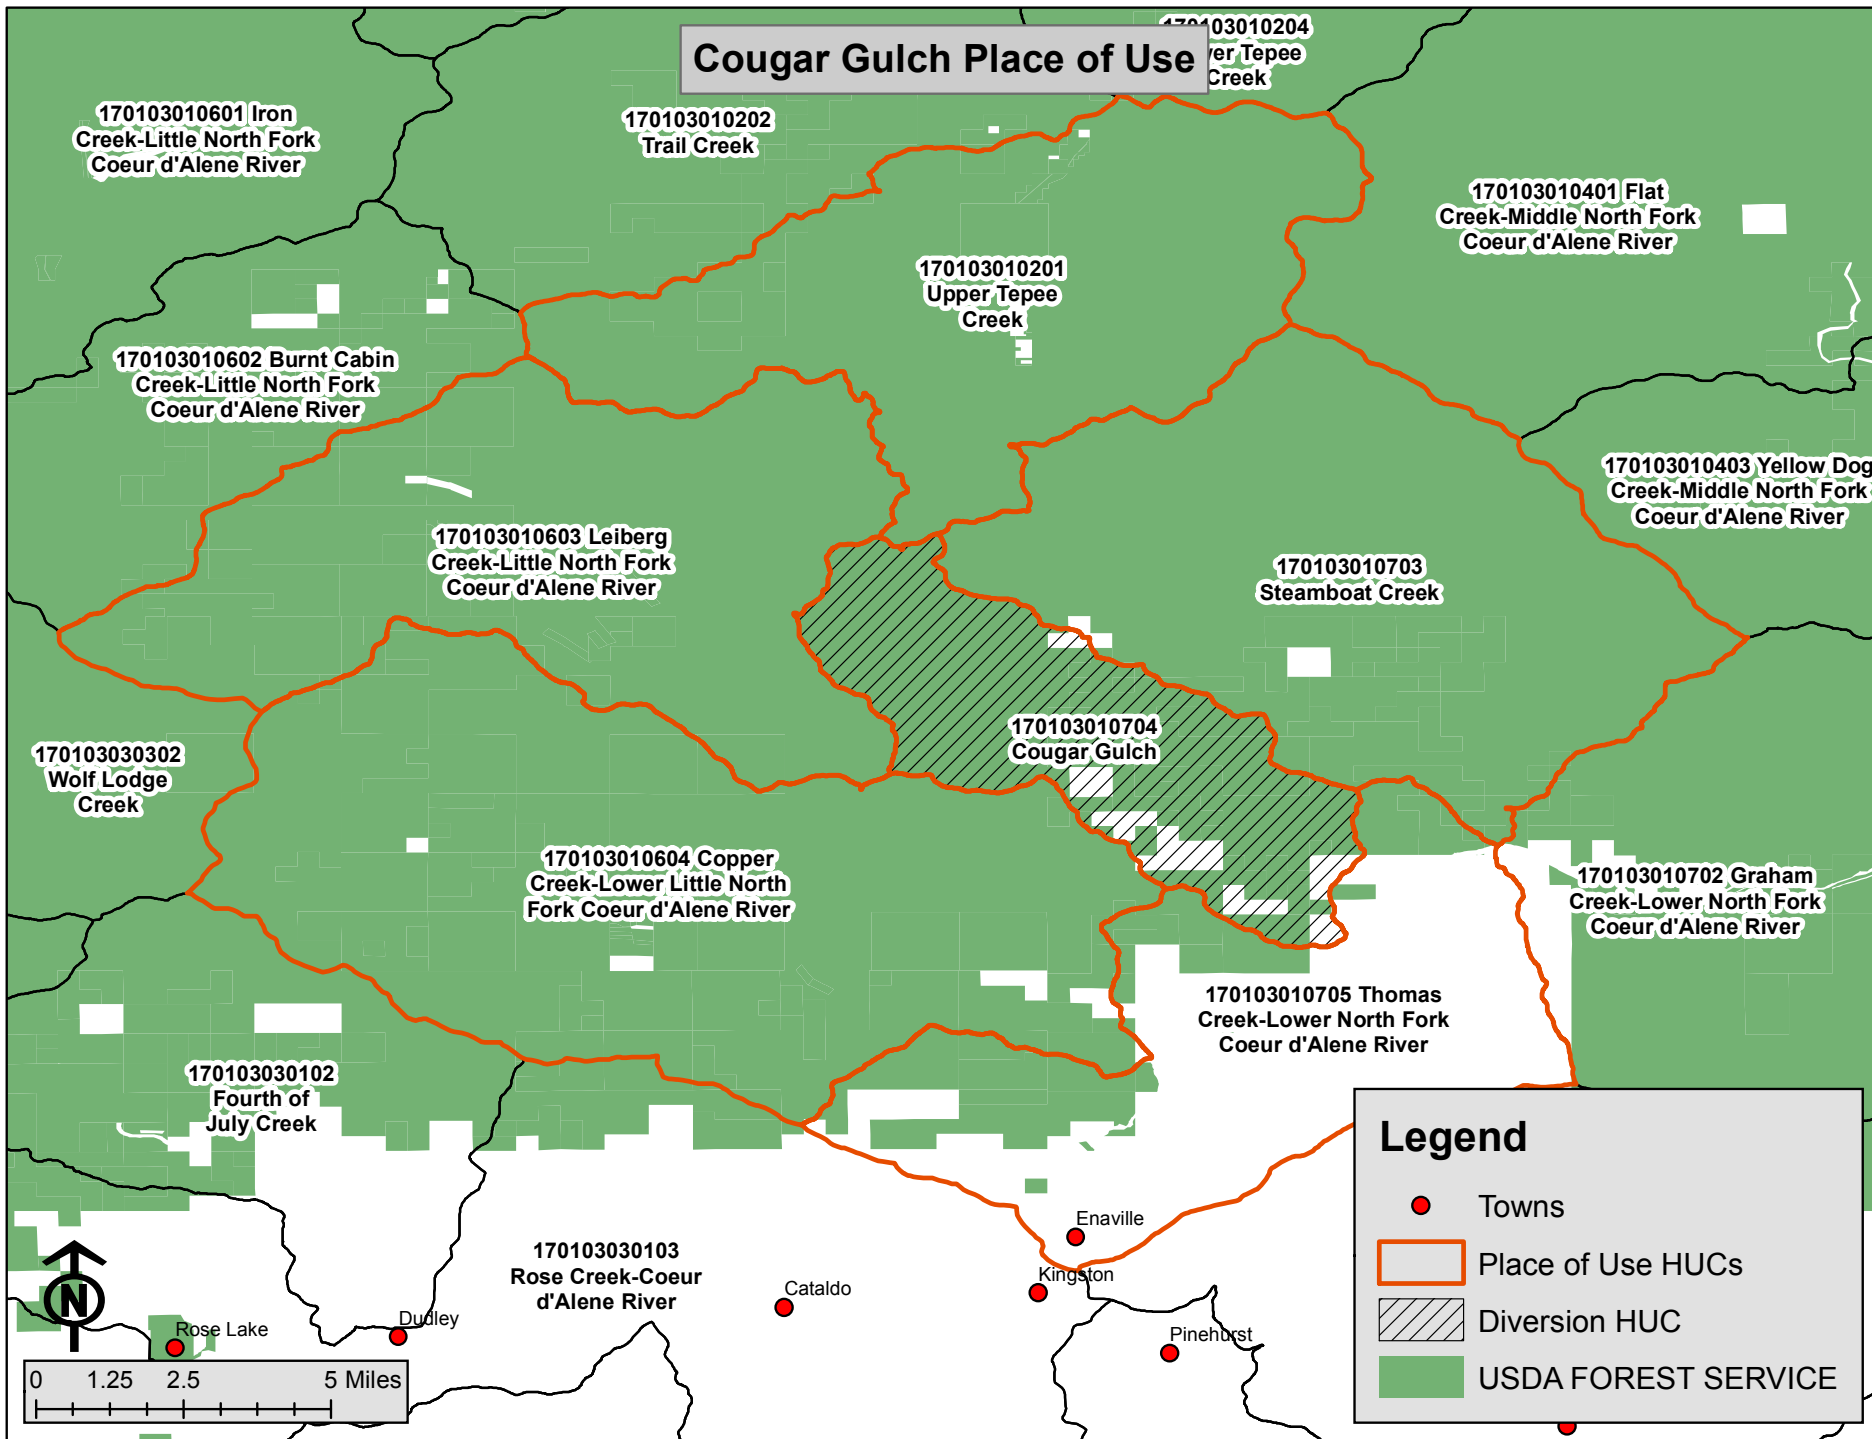 Cougar Gulch Place of Use
170103010204
Tepee
Creek
170103010601 Iron
Creek-Little North Fork
Coeur d'Alene River
170103010202
Trail Creek
170103010401 Flat
Creek-Middle North Fork
Coeur d'Alene River
170103010201
Upper Tepee
Creek
170103010602 Burnt Cabin
Creek-Little North Fork
Coeur d'Alene River
170103010403 Yellow Dog
Creek-Middle North Fork
Coeur d'Alene River
170103010603 Leiberg
Creek-Little North Fork
Coeur d'Alene River
170103010703
Steamboat Creek
170103010704
Cougar Gulch
170103030302
Wolf Lodge
Creek
170103010604 Copper
Creek-Lower Little North
Fork Coeur d'Alene River
170103010702 Graham
Creek-Lower North Fork
Coeur d'Alene River
170103010705 Thomas
Creek-Lower North Fork
Coeur d'Alene River
170103030102
Fourth of
July Creek
170103030103
Rose Creek-Coeur
d'Alene River
Enaville
Kingston
Cataldo
Pinehurst
Dudley
Rose Lake
N
0 1.25 2.5 5 Miles
Legend
Towns
Place of Use HUCs
Diversion HUC
USDA FOREST SERVICE